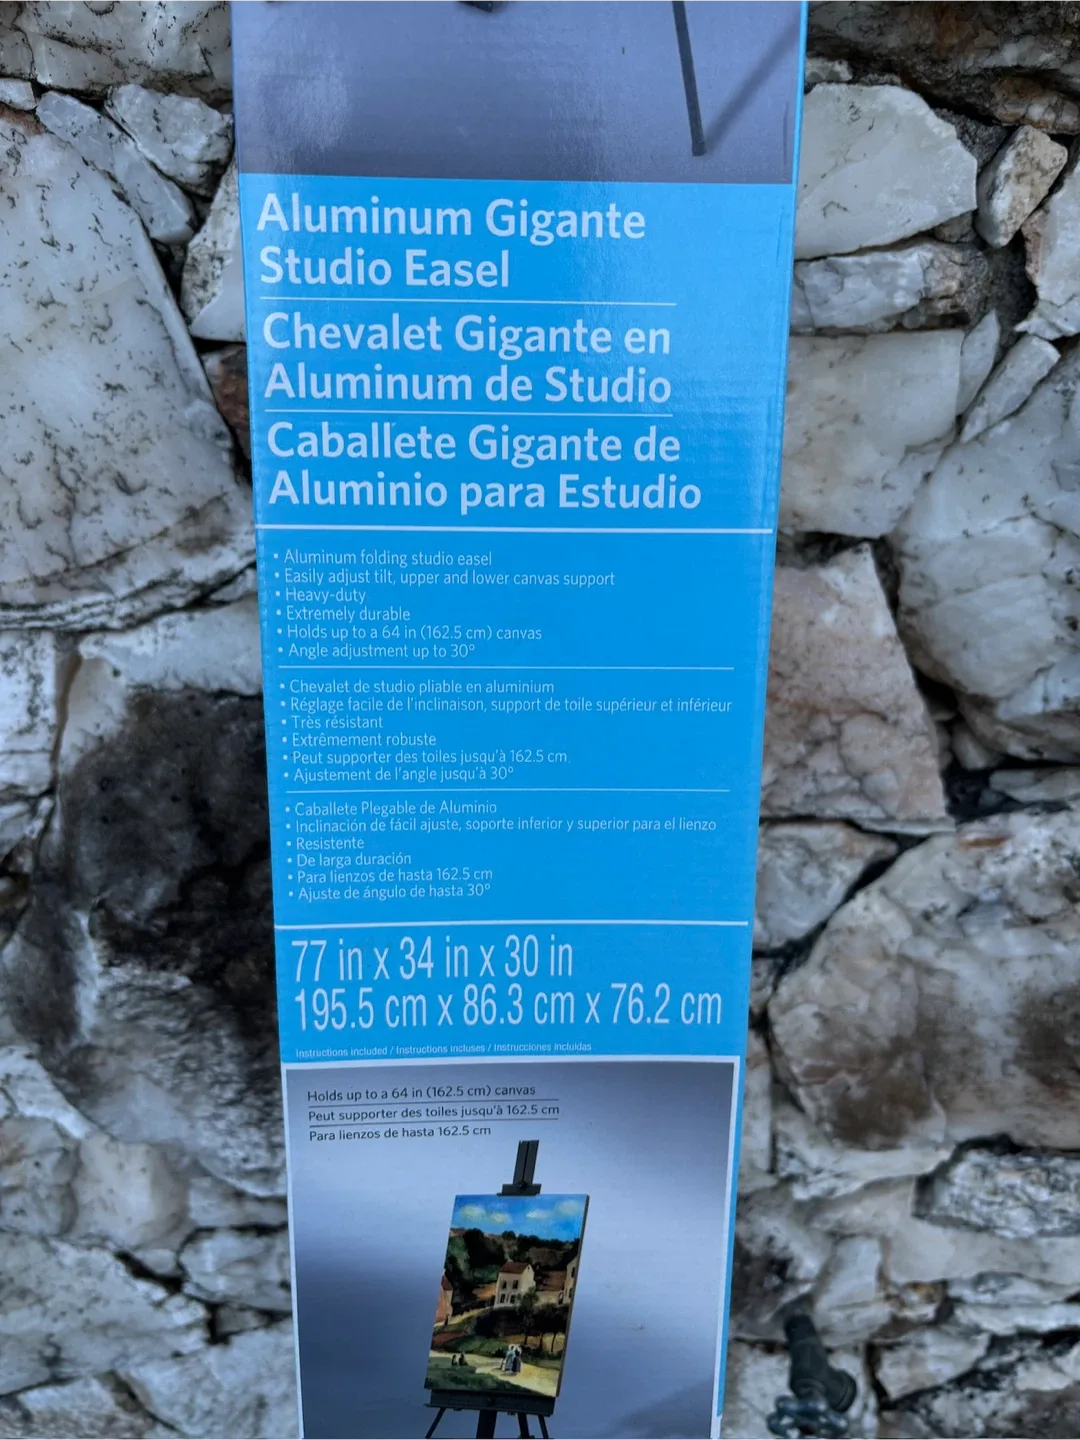 Aluminum Gigante
Studio Easel
Chevalet Gigante en
Aluminum de Studio
Caballete Gigante de
Aluminio para Estudio
• Aluminum folding studio easel
• Easily adjust tilt, upper and lower canvas support
• Heavy-duty
• Extremely durable
• Holds up to a 64 in (162.5 cm) canvas
• Angle adjustment up to 30°
• Chevalet de studio pliable en aluminium
• Réglage facile de l'inclinaison, support de toile supérieur et inférieur
• Très résistant
• Extrêmement robuste
• Peut supporter des toiles jusqu'à 162.5 cm
• Ajustement de l'angle jusqu'à 30°
• Caballete Plegable de Aluminio
• Inclinación de fácil ajuste, soporte inferior y superior para el lienzo
• Resistente
• De larga duración
• Para lienzos de hasta 162.5 cm
• Ajuste de ángulo de hasta 30°
77 in x 34 in x 30 in
195.5 cm x 86.3 cm x 76.2 cm
Instructions included / Instructions incluses / Instrucciones incluidas
Holds up to a 64 in (162.5 cm) canvas
Peut supporter des toiles jusqu'à 162.5 cm
Para lienzos de hasta 162.5 cm